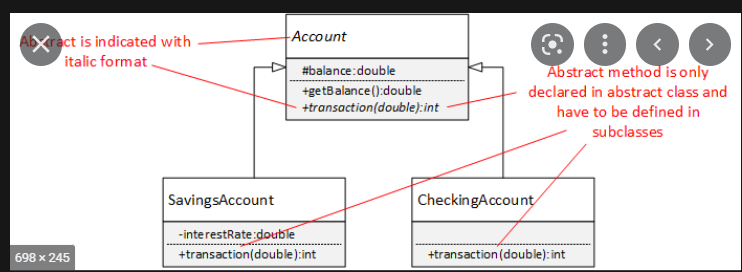 Abstract is indicated with
italic format
Account
#balance:double
+getBalance():double
+transaction(double):int
Abstract method is only
declared in abstract class and
have to be defined in
subclasses
SavingsAccount
-interestRate:double
+transaction(double):int
CheckingAccount
+transaction(double):int
698 × 245